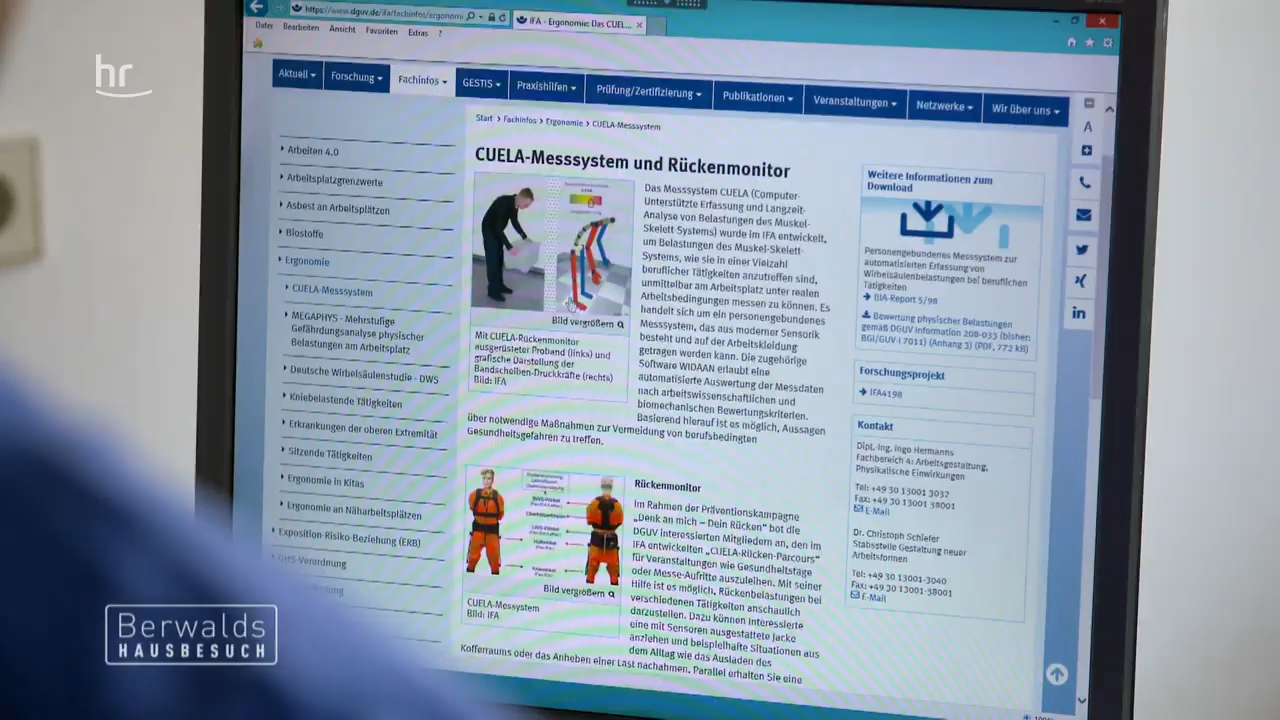 https://www.dguv.de/ifa/fachinfos/ergonomi
IFA - Ergonomie: Das CUEL...
Datei Bearbeiten Ansicht Favoriten Extras ?
hr
Aktuell Forschung Fachinfos GESTIS Praxishilfen Prüfung/Zertifizierung Publikationen Veranstaltungen Netzwerke Wir über uns
Start > Fachinfos > Ergonomie > CUELA-Messsystem
Arbeiten 4.0
Arbeitsplatzgrenzwerte
Asbest an Arbeitsplätzen
Biostoffe
Ergonomie
CUELA-Messsystem
MEGAPHYS - Mehrstufige
Gefährdungsanalyse physischer
Belastungen am Arbeitsplatz
Deutsche Wirbelsäulenstudie - DWS
Kniebelastende Tätigkeiten
Erkrankungen der oberen Extremität
Sitzende Tätigkeiten
Ergonomie in Kitas
Ergonomie an Näharbeitsplätzen
Exposition-Risiko-Beziehung (ERB)
GHS-Verordnung
CUELA-Messsystem und Rückenmonitor
Bild vergrößern
Mit CUELA-Rückenmonitor
ausgerüsteter Proband (links) und
grafische Darstellung der
Bandscheiben-Druckkräfte (rechts)
Bild: IFA
Das Messsystem CUELA (Computer-
Unterstützte Erfassung und Langzeit-
Analyse von Belastungen des Muskel-
Skelett-Systems) wurde im IFA entwickelt,
um Belastungen des Muskel-Skelett-
Systems, wie sie in einer Vielzahl
beruflicher Tätigkeiten anzutreffen sind,
unmittelbar am Arbeitsplatz unter realen
Arbeitsbedingungen messen zu können. Es
handelt sich um ein personengebundenes
Messsystem, das aus moderner Sensorik
besteht und auf der Arbeitskleidung
getragen werden kann. Die zugehörige
Software WIDAAN erlaubt eine
automatisierte Auswertung der Messdaten
nach arbeitswissenschaftlichen und
biomechanischen Bewertungskriterien.
Basierend hierauf ist es möglich, Aussagen
über notwendige Maßnahmen zur Vermeidung von berufsbedingten
Gesundheitsgefahren zu treffen.
Bild vergrößern
CUELA-Messsystem
Bild: IFA
Rückenmonitor
Im Rahmen der Präventionskampagne
„Denk an mich – Dein Rücken“ bot die
DGUV interessierten Mitgliedern an, den im
IFA entwickelten „CUELA-Rücken-Parcours“
für Veranstaltungen wie Gesundheitstage
oder Messe-Aufritte auszuleihen. Mit seiner
Hilfe ist es möglich, Rückenbelastungen bei
verschiedenen Tätigkeiten anschaulich
darzustellen. Dazu können Interessierte
eine mit Sensoren ausgestattete Jacke
anziehen und beispielhafte Situationen aus
dem Alltag wie das Ausladen des
Kofferraums oder das Anheben einer Last nachahmen. Parallel erhalten Sie eine
Weitere Informationen zum
Download
Personengebundenes Messsystem zur
automatisierten Erfassung von
Wirbelsäulenbelastungen bei beruflichen
Tätigkeiten
BIA-Report 5/98
Bewertung physischer Belastungen
gemäß DGUV Information 208-033 (bisher:
BGI/GUV-I 7011) (Anhang 3) (PDF, 772 kB)
Forschungsprojekt
IFA4198
Kontakt
Dipl.-Ing. Ingo Hermanns
Fachbereich 4: Arbeitsgestaltung,
Physikalische Einwirkungen
Tel: +49 30 13001 3032
Fax: +49 30 13001 38001
E-Mail
Dr. Christoph Schiefer
Stabsstelle Gestaltung neuer
Arbeitsformen
Tel: +49 30 13001-3040
Fax: +49 30 13001-38001
E-Mail
A
Berwalds
HAUSBESUCH